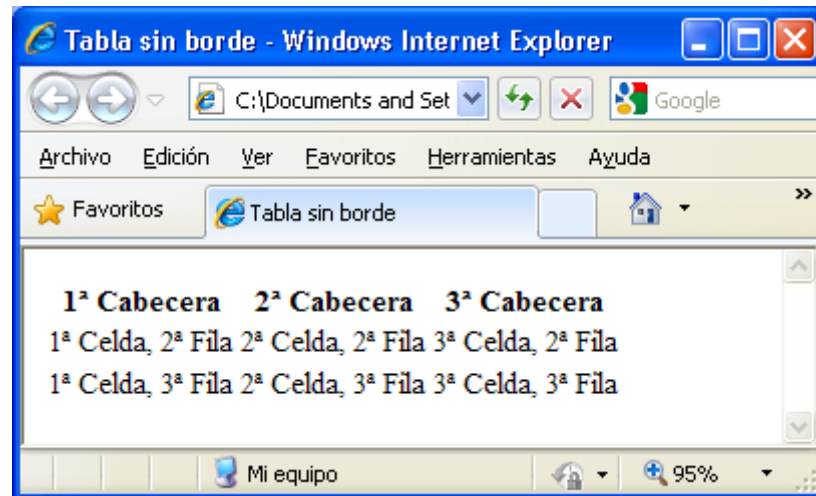 Tabla sin borde - Windows Internet Explorer
C:\Documents and Set
Google
Archivo Edición Ver Favoritos Herramientas Ayuda
Favoritos Tabla sin borde »
1ª Cabecera 2ª Cabecera 3ª Cabecera
1ª Celda, 2ª Fila 2ª Celda, 2ª Fila 3ª Celda, 2ª Fila
1ª Celda, 3ª Fila 2ª Celda, 3ª Fila 3ª Celda, 3ª Fila
Mi equipo 95%